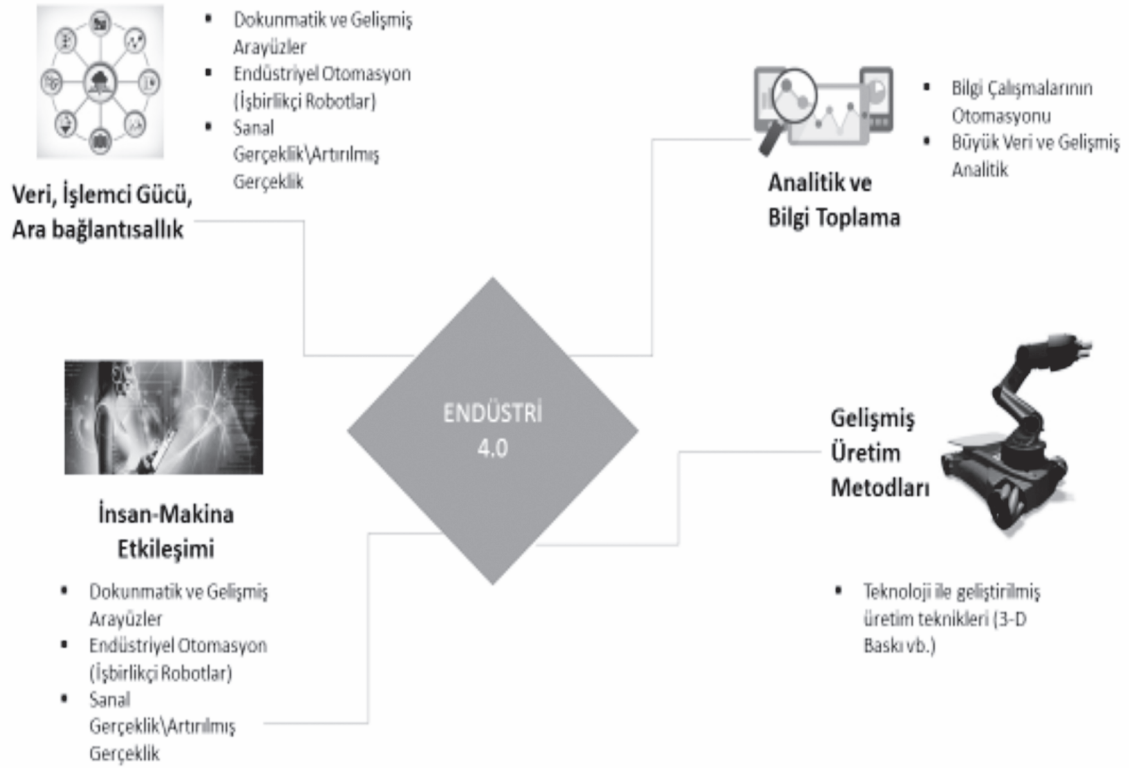 ▪ Dokunmatik ve Gelişmiş
Arayüzler
▪ Endüstriyel Otomasyon
(İşbirlikçi Robotlar)
▪ Sanal
Gerçeklik\Artırılmış
Gerçeklik
Veri, İşlemci Gücü,
Ara bağlantısallık
▪ Bilgi Çalışmalarının
Otomasyonu
▪ Büyük Veri ve Gelişmiş
Analitik
Analitik ve
Bilgi Toplama
ENDÜSTRİ
4.0
İnsan-Makina
Etkileşimi
▪ Dokunmatik ve Gelişmiş
Arayüzler
▪ Endüstriyel Otomasyon
(İşbirlikçi Robotlar)
▪ Sanal
Gerçeklik\Artırılmış
Gerçeklik
Gelişmiş
Üretim
Metodları
▪ Teknoloji ile geliştirilmiş
üretim teknikleri (3-D
Baskı vb.)